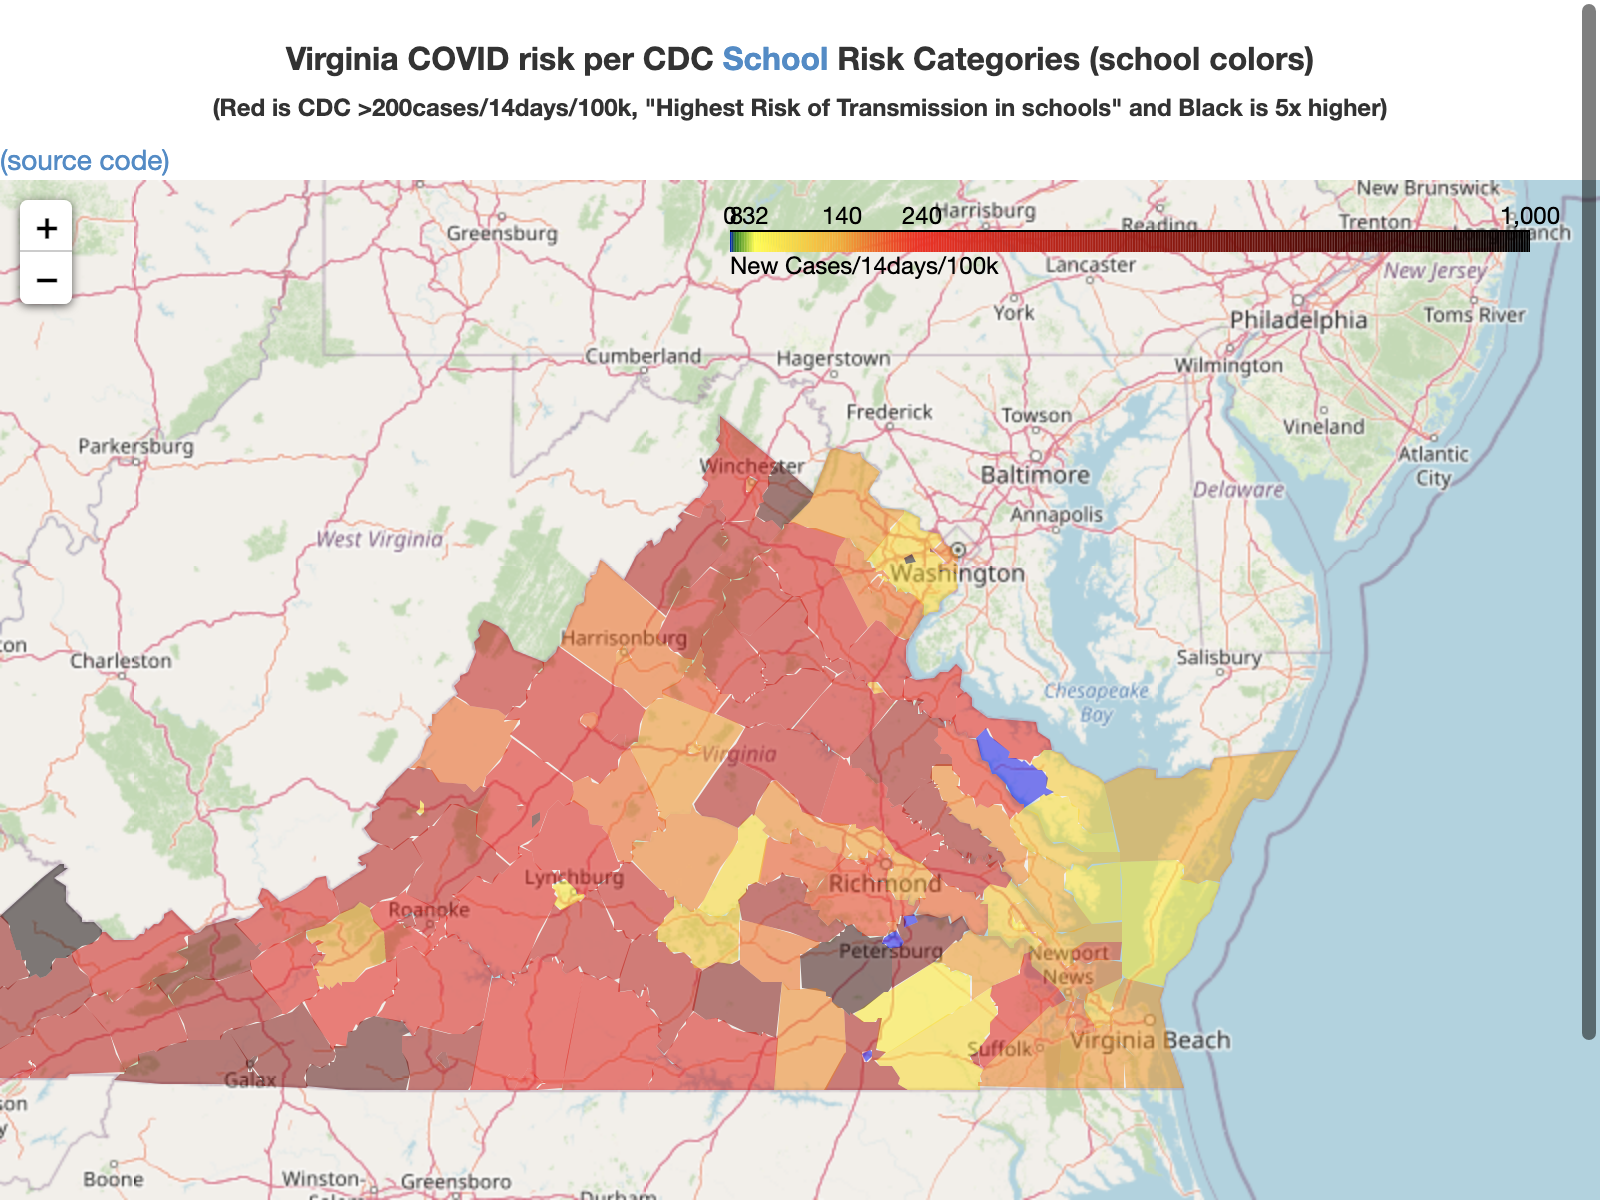 Virginia COVID risk per CDC School Risk Categories (school colors)
(Red is CDC >200cases/14days/100k, "Highest Risk of Transmission in schools" and Black is 5x higher)
(source code)
+
−
0 8 32 140 240 1,000
New Cases/14days/100k
New Brunswick
Harrisburg
Reading
Trenton
Greensburg
Lancaster
New Jersey
York
Philadelphia
Toms River
Cumberland
Hagerstown
Wilmington
Frederick
Towson
Vineland
Parkersburg
Winchester
Baltimore
Atlantic
City
Delaware
Annapolis
West Virginia
Washington
Harrisonburg
Charleston
Salisbury
Chesapeake
Bay
Virginia
Lynchburg
Richmond
Roanoke
Petersburg
Newport
News
Virginia Beach
Suffolk
Galax
Boone
Winston-
Greensboro
Durham